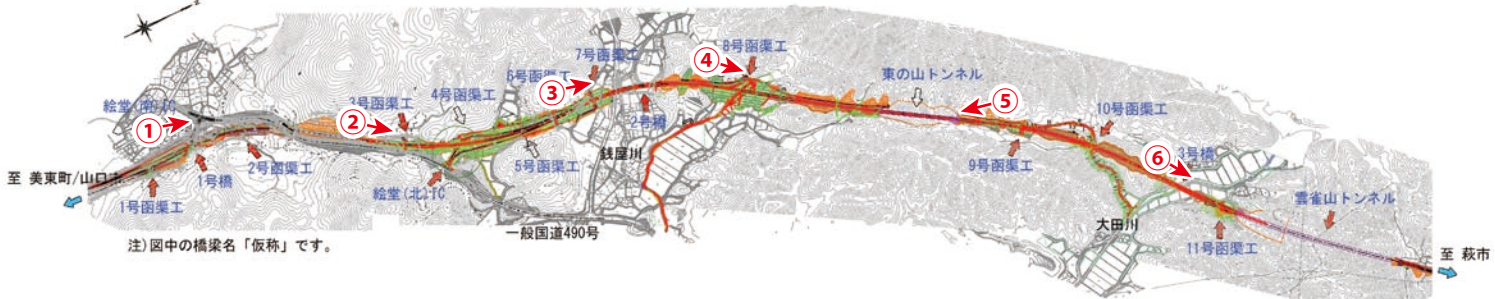 Z
①
絵堂(南)IC
②
3号函渠工
4号函渠工
6号函渠工
③
7号函渠工
④
8号函渠工
東の山トンネル
⑤
10号函渠工
3号橋
⑥
雲雀山トンネル
至 美東町/山口市
1号函渠工
1号橋
2号函渠工
絵堂(北)IC
5号函渠工
銭屋川
2号橋
一般国道490号
9号函渠工
大田川
11号函渠工
至 萩市
注)図中の橋梁名「仮称」です。